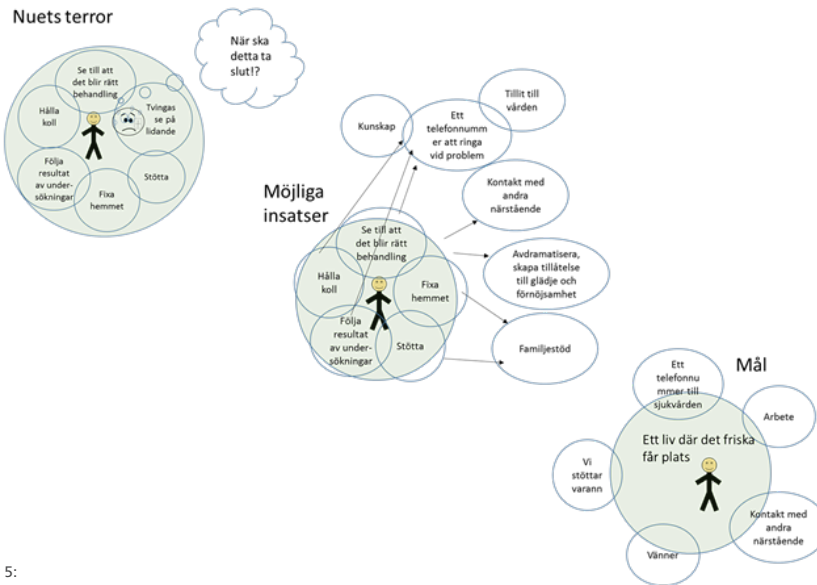 Nuets terror
När ska
detta ta
slut!?
Se till att
det blir rätt
behandling
Hålla
koll
Tvingas
se på
lidande
Följa
resultat
av under-
sökningar
Fixa
hemmet
Stötta
Möjliga
insatser
Kunskap
Ett
telefonnumm
er att ringa
vid problem
Tillit till
vården
Kontakt med
andra
närstående
Avdramatisera,
skapa tillåtelse
till glädje och
förnöjsamhet
Familjestöd
Se till att
det blir rätt
behandling
Hålla
koll
Fixa
hemmet
Följa
resultat
av under-
sökningar
Stötta
Mål
Ett
telefonnu
mmer till
sjukvården
Arbete
Ett liv där det friska
får plats
Vi
stöttar
varann
Kontakt med
andra
närstående
Vänner
5: